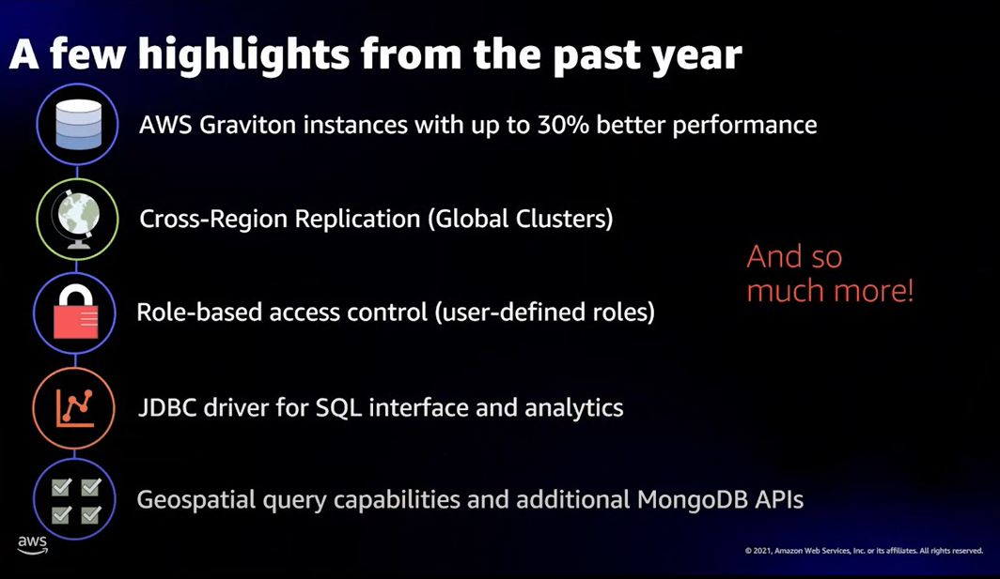 A few highlights from the past year
AWS Graviton instances with up to 30% better performance
Cross-Region Replication (Global Clusters)
And so
much more!
Role-based access control (user-defined roles)
JDBC driver for SQL interface and analytics
Geospatial query capabilities and additional MongoDB APIs
aws
© 2021, Amazon Web Services, Inc. or its affiliates. All rights reserved.